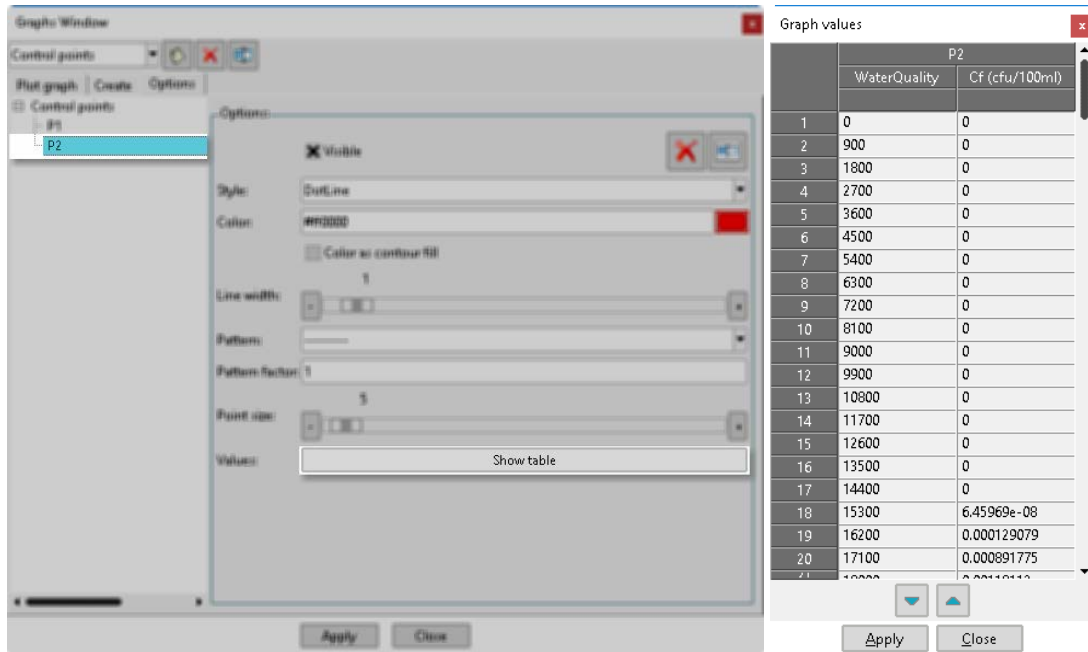 Graphs Window
Control points
Plot graph Create Options
Control points
P1
P2
Options:
Visible
Style: DotLine
Color: #ff0000
Color as contour fill
1
Line width:
Pattern:
Pattern factor: 1
5
Point size:
Values: Show table
Apply Close
Graph values
P2
WaterQuality Cf (cfu/100ml)
1 0 0
2 900 0
3 1800 0
4 2700 0
5 3600 0
6 4500 0
7 5400 0
8 6300 0
9 7200 0
10 8100 0
11 9000 0
12 9900 0
13 10800 0
14 11700 0
15 12600 0
16 13500 0
17 14400 0
18 15300 6.45969e-08
19 16200 0.000129079
20 17100 0.000891775
Apply Close